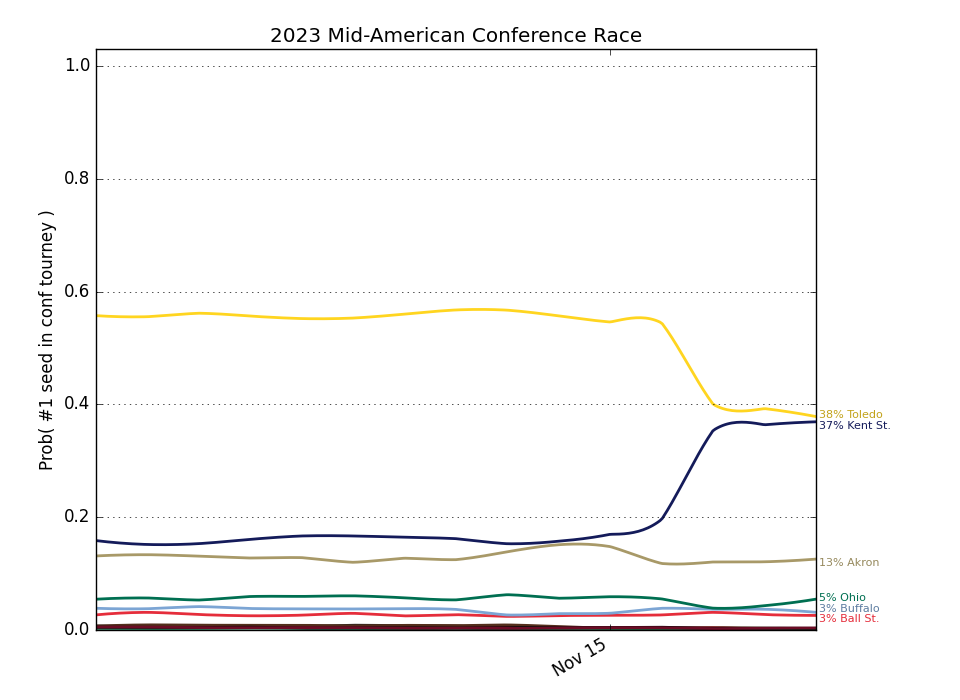 2023 Mid-American Conference Race
Prob( #1 seed in conf tourney )
1.0
0.8
0.6
0.4
0.2
0.0
38% Toledo
37% Kent St.
13% Akron
5% Ohio
3% Buffalo
3% Ball St.
Nov 15